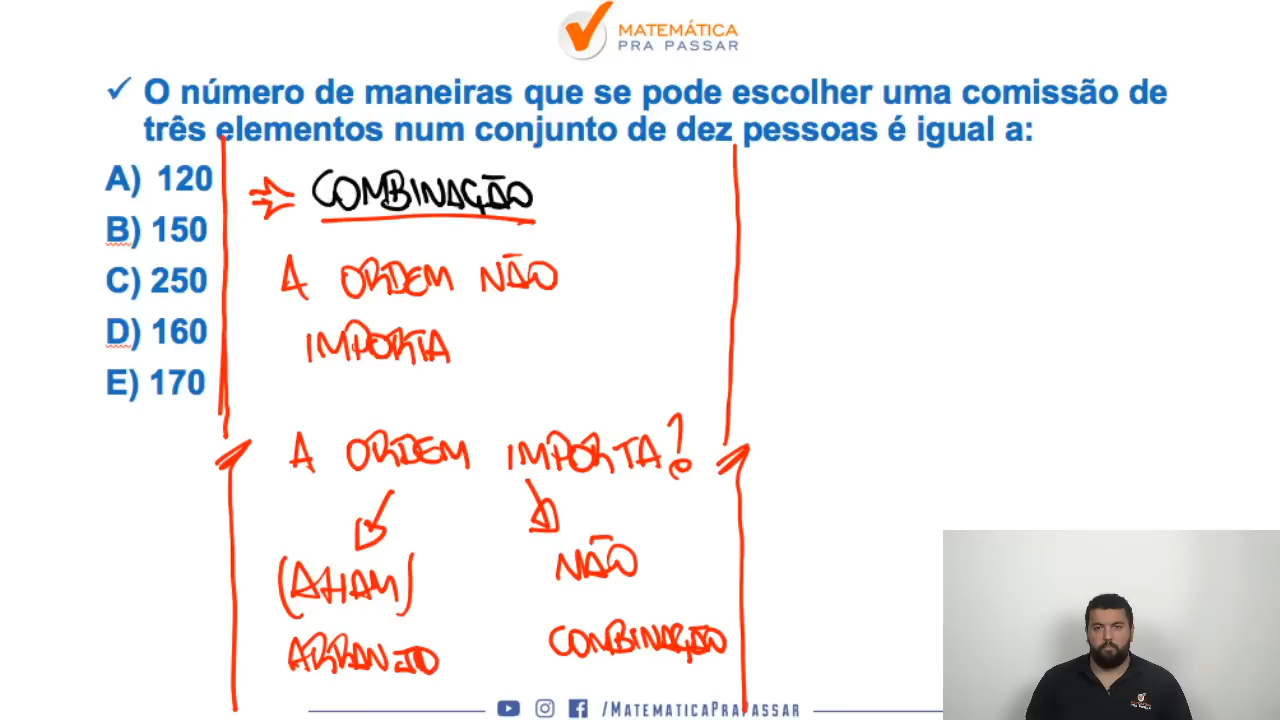 MATEMÁTICA
PRA PASSAR
✓ O número de maneiras que se pode escolher uma comissão de
três elementos num conjunto de dez pessoas é igual a:
A) 120
B) 150
C) 250
D) 160
E) 170
⇒ COMBINAÇÃO
A ORDEM NÃO
IMPORTA
A ORDEM IMPORTA?
(AHAM) NÃO
ARRANJO COMBINAÇÃO
/MatematicaPraPassar